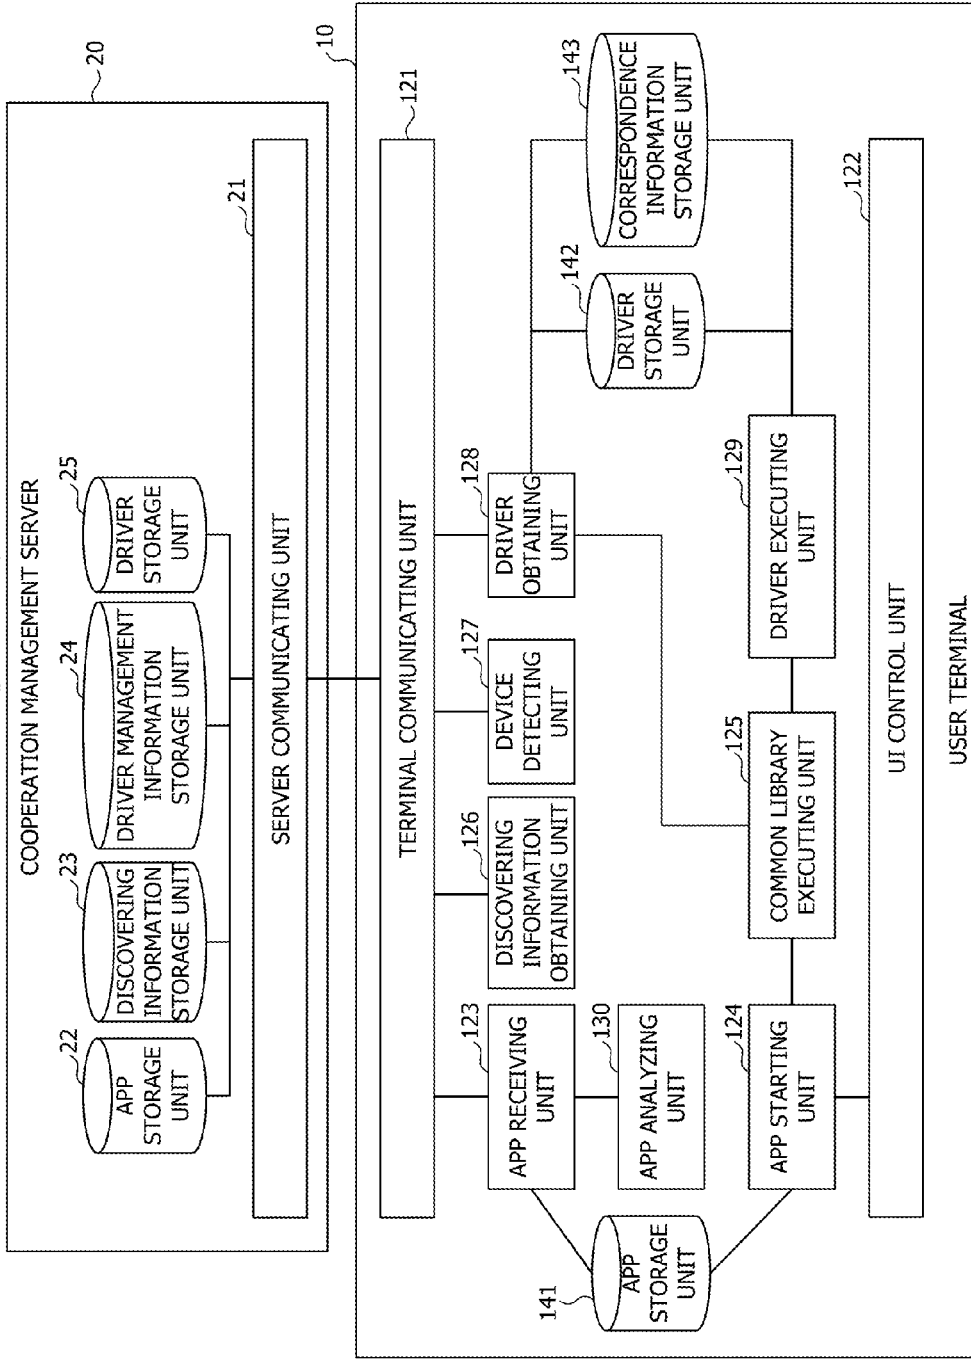 COOPERATION MANAGEMENT SERVER
20
22
APP
STORAGE
UNIT
23
DISCOVERING
INFORMATION
STORAGE UNIT
24
DRIVER MANAGEMENT
INFORMATION
STORAGE UNIT
25
DRIVER
STORAGE
UNIT
21
SERVER COMMUNICATING UNIT
10
121
TERMINAL COMMUNICATING UNIT
123
APP RECEIVING
UNIT
126
DISCOVERING
INFORMATION
OBTAINING UNIT
127
DEVICE
DETECTING
UNIT
128
DRIVER
OBTAINING
UNIT
141
APP
STORAGE
UNIT
130
APP ANALYZING
UNIT
142
DRIVER
STORAGE
UNIT
143
CORRESPONDENCE
INFORMATION
STORAGE UNIT
124
APP STARTING
UNIT
125
COMMON LIBRARY
EXECUTING UNIT
129
DRIVER EXECUTING
UNIT
122
UI CONTROL UNIT
USER TERMINAL